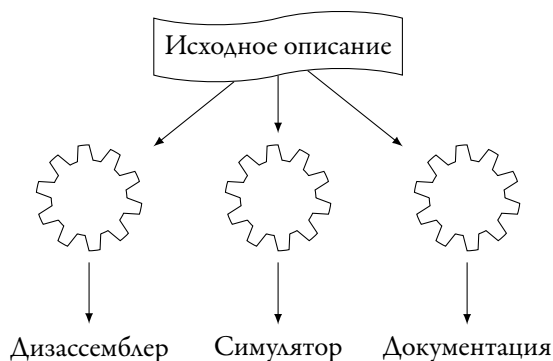 Исходное описание
Дизассемблер
Симулятор
Документация